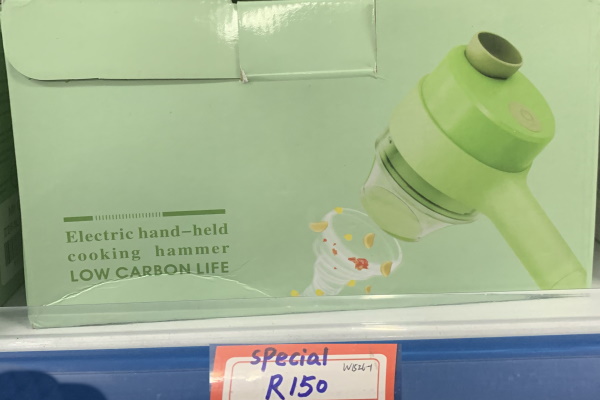 Electric hand-held
cooking hammer
LOW CARBON LIFE
special
R150